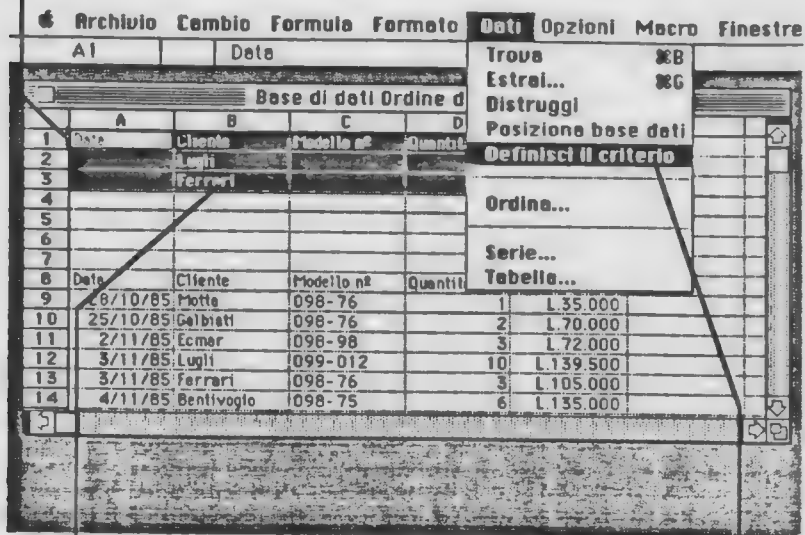 Archivio Cambio Formula Formato Dati Opzioni Macro Finestre
A1 Data
Trova ⌘B
Estrai... ⌘G
Distruggi
Posiziona base dati
Definisci il criterio
Ordina...
Serie...
Tabella...
Base di dati Ordine d
A B C D
1 Data Cliente Modello nº Quantit
2 Lugli
3 Ferrari
4
5
6
7
8 Data Cliente Modello nº Quantit
9 28/10/85 Motta 098-76 1 L.35.000
10 25/10/85 Galbiati 098-76 2 L.70.000
11 2/11/85 Ecmar 098-98 3 L.72.000
12 3/11/85 Lugli 099-012 10 L.139.500
13 3/11/85 Ferrari 098-76 3 L.105.000
14 4/11/85 Bentivoglo 098-75 6 L.135.000